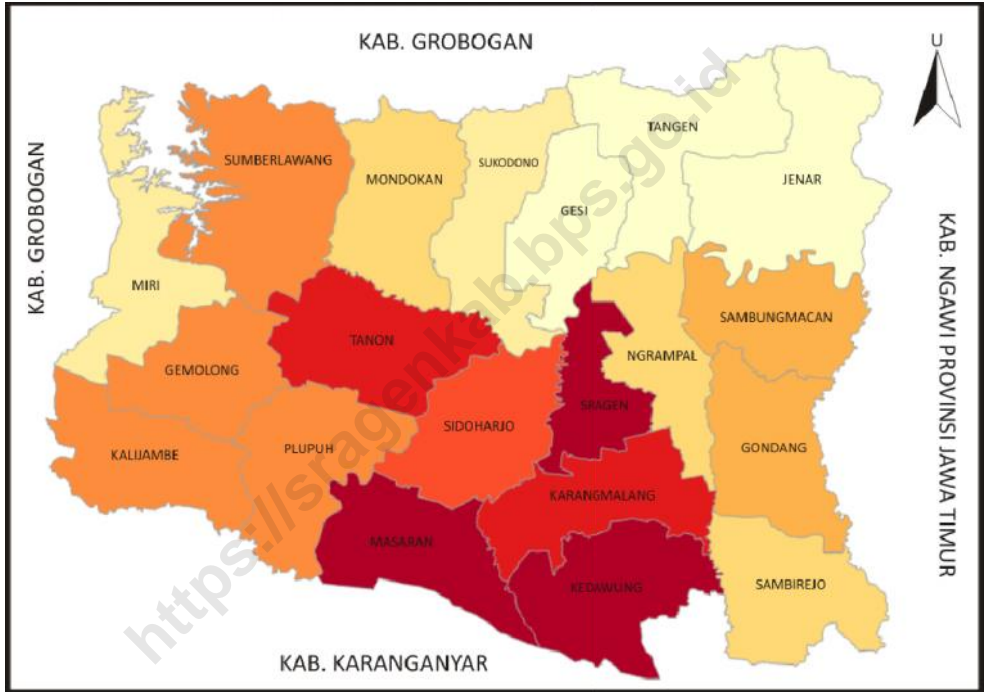 KAB. GROBOGAN
U
KAB. GROBOGAN
SUMBERLAWANG
MONDOKAN
SUKODONO
TANGEN
GESI
JENAR
MIRI
TANON
SAMBUNGMACAN
NGRAMPAL
GEMOLONG
SRAGEN
SIDOHARJO
KALIJAMBE
PLUPUH
GONDANG
KARANGMALANG
MASARAN
KEDAWUNG
SAMBIREJO
KAB. NGAWI PROVINSI JAWA TIMUR
KAB. KARANGANYAR
https://sragenkab.bps.go.id